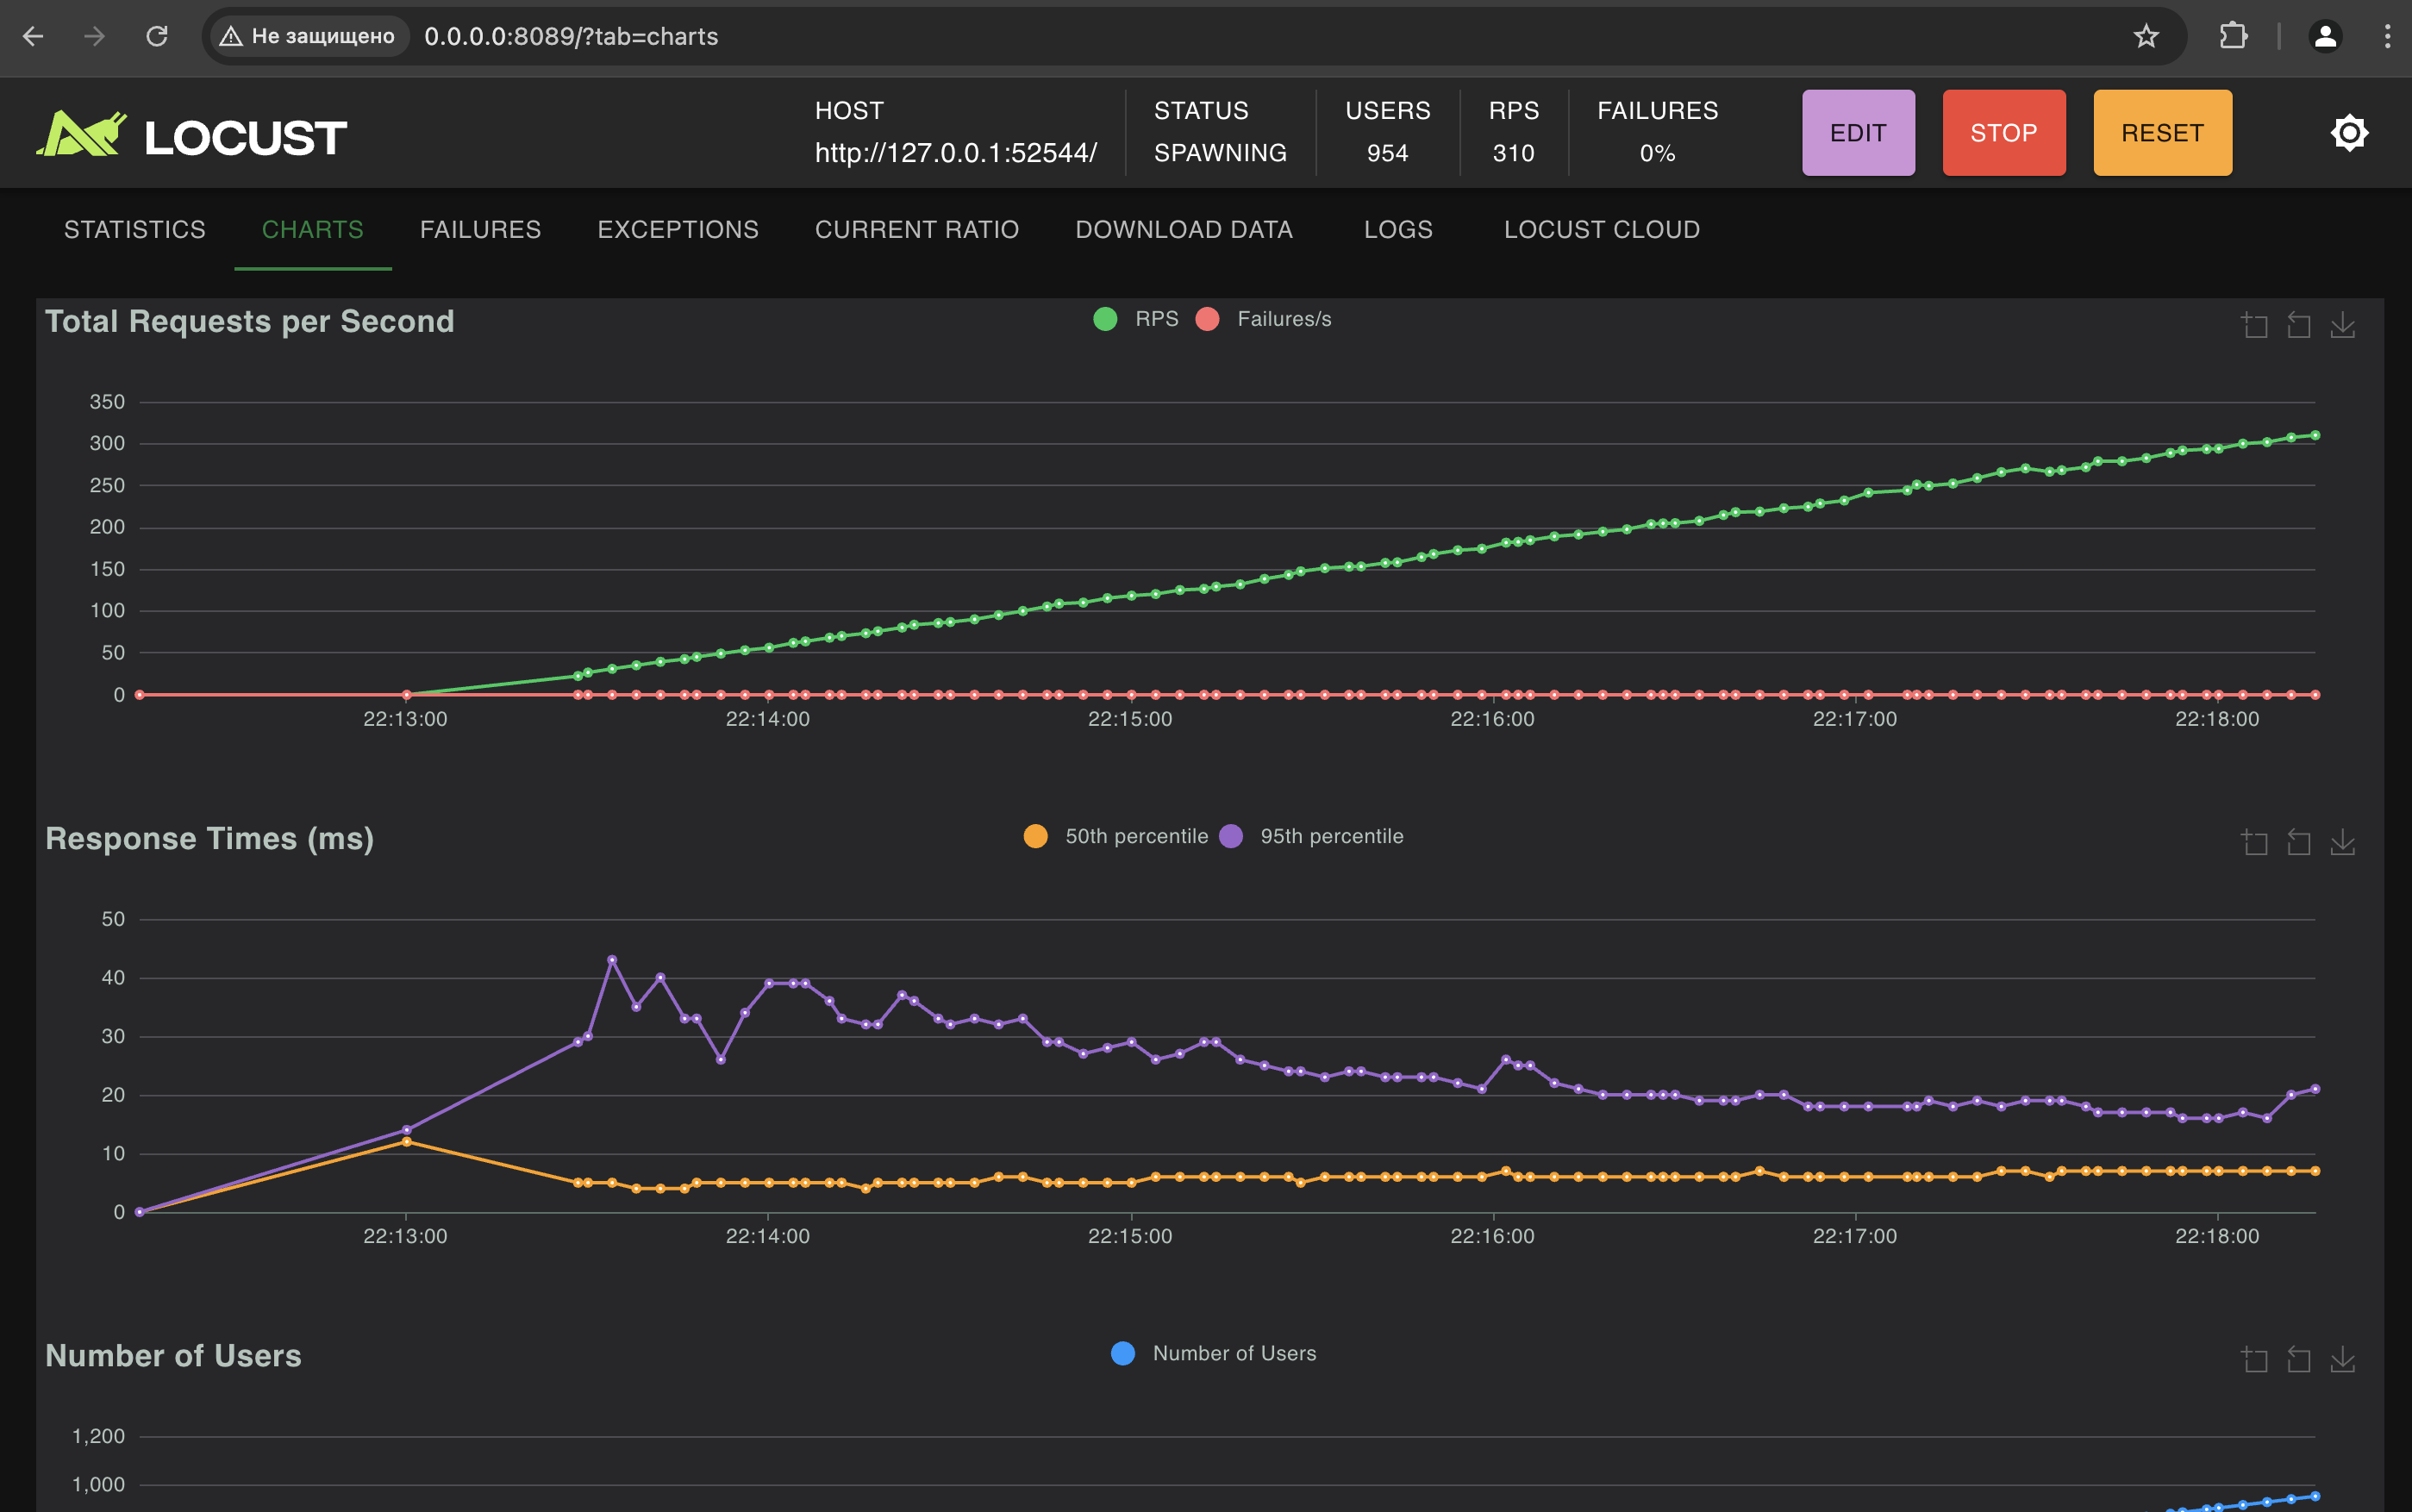 Не защищено 0.0.0.0:8089/?tab=charts
LOCUST
HOST
http://127.0.0.1:52544/
STATUS
SPAWNING
USERS
954
RPS
310
FAILURES
0%
EDIT
STOP
RESET
STATISTICS CHARTS FAILURES EXCEPTIONS CURRENT RATIO DOWNLOAD DATA LOGS LOCUST CLOUD
Total Requests per Second
RPS Failures/s
350
300
250
200
150
100
50
0
22:13:00 22:14:00 22:15:00 22:16:00 22:17:00 22:18:00
Response Times (ms)
50th percentile 95th percentile
50
40
30
20
10
0
22:13:00 22:14:00 22:15:00 22:16:00 22:17:00 22:18:00
Number of Users
Number of Users
1,200
1,000